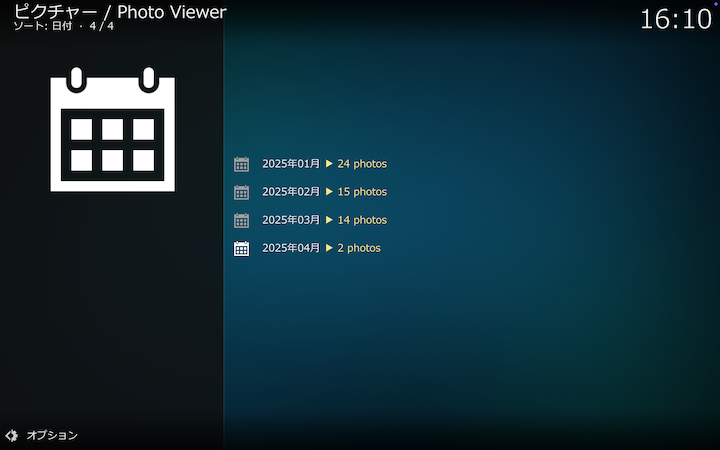 ピクチャー / Photo Viewer
ソート: 日付 · 4 / 4
16:10
2025年01月 ▶ 24 photos
2025年02月 ▶ 15 photos
2025年03月 ▶ 14 photos
2025年04月 ▶ 2 photos
オプション